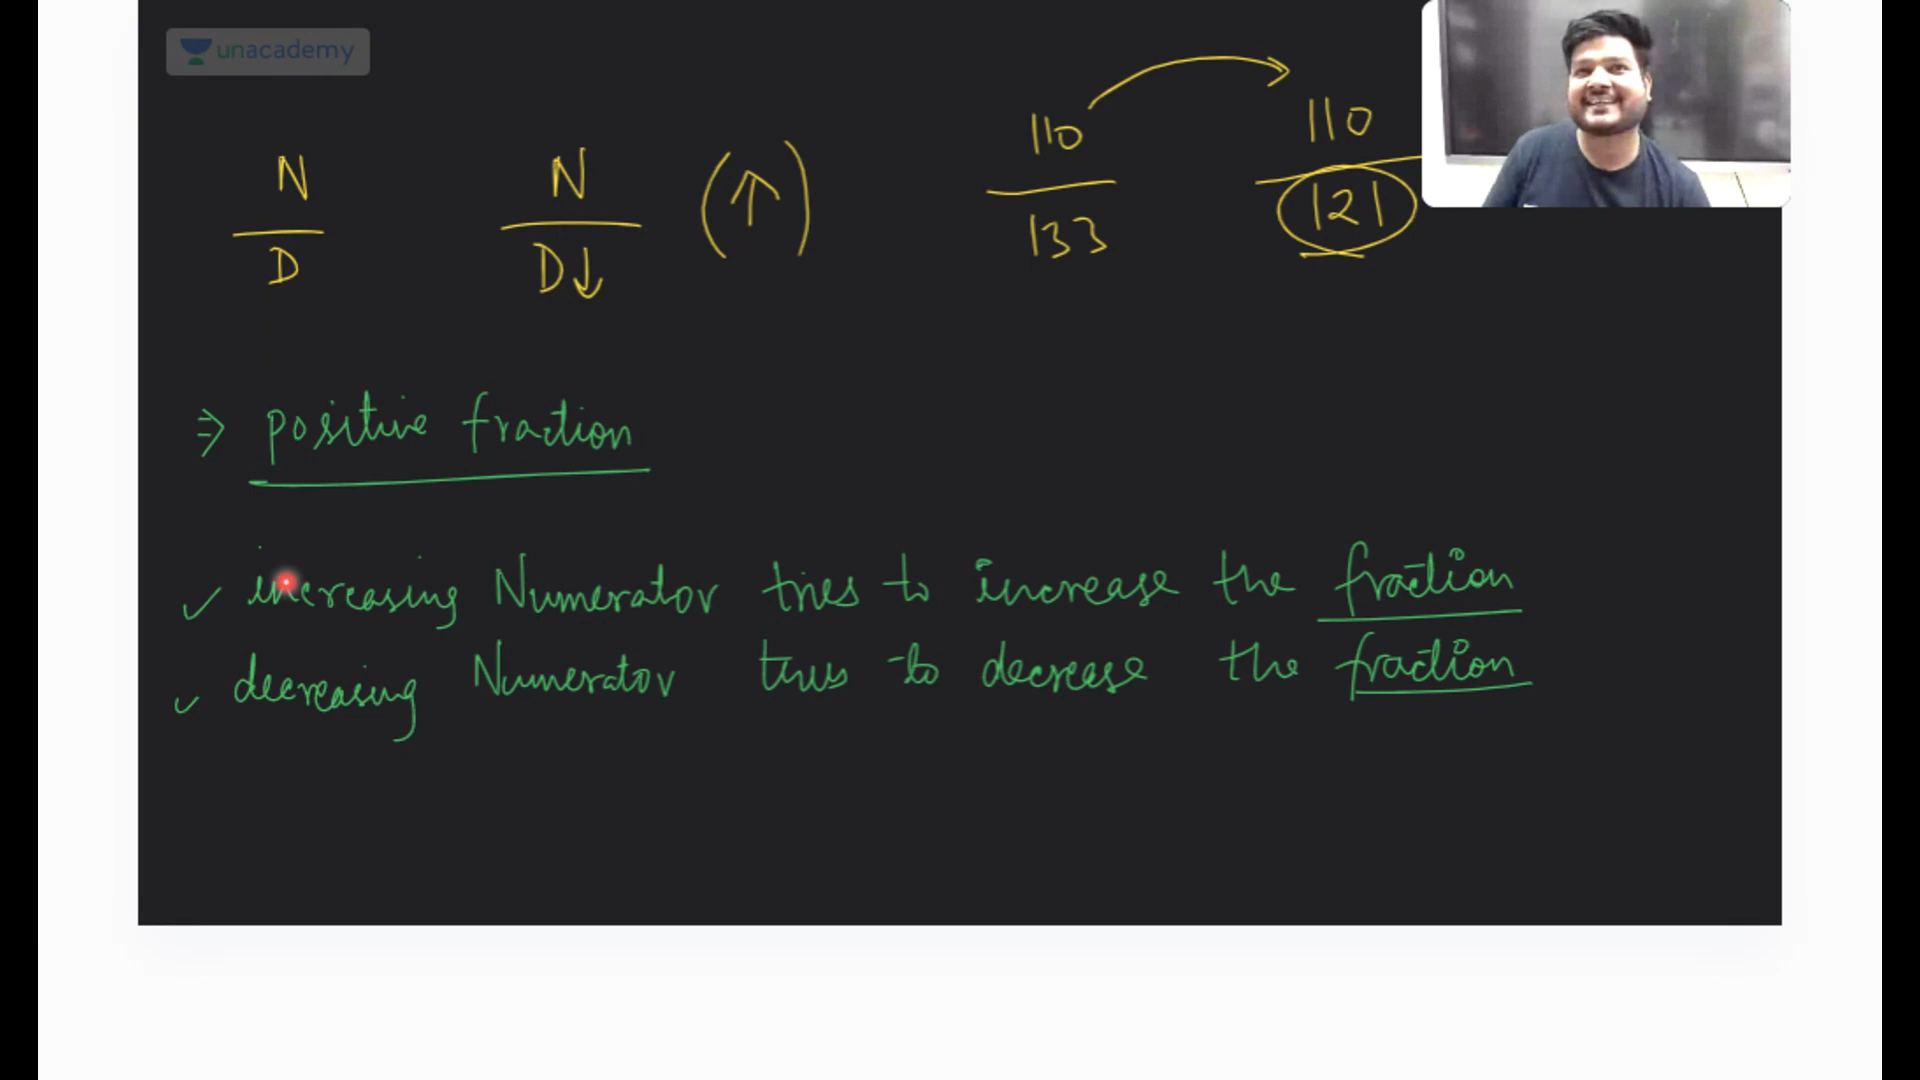 unacademy
N/D N/D↓ (↑) 110/133 110/121
⇒ positive fraction
✓ increasing Numerator tries to increase the fraction
✓ decreasing Numerator tries to decrease the fraction